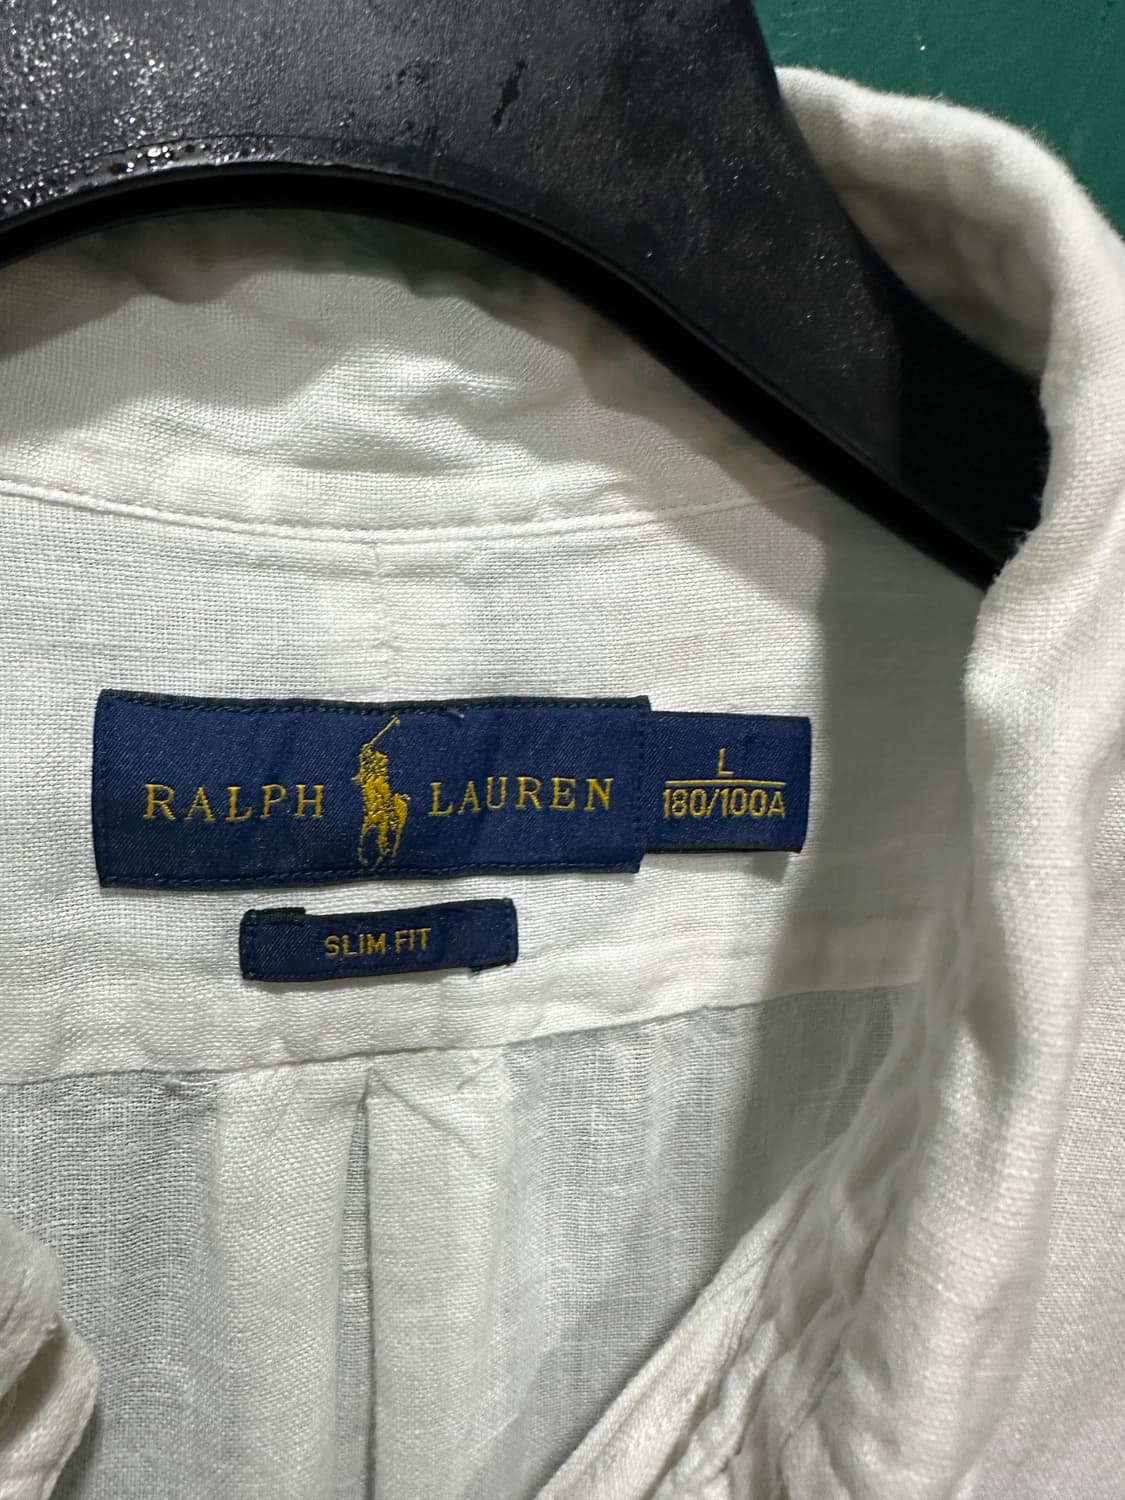 RALPH LAUREN
L
180/100A
SLIM FIT